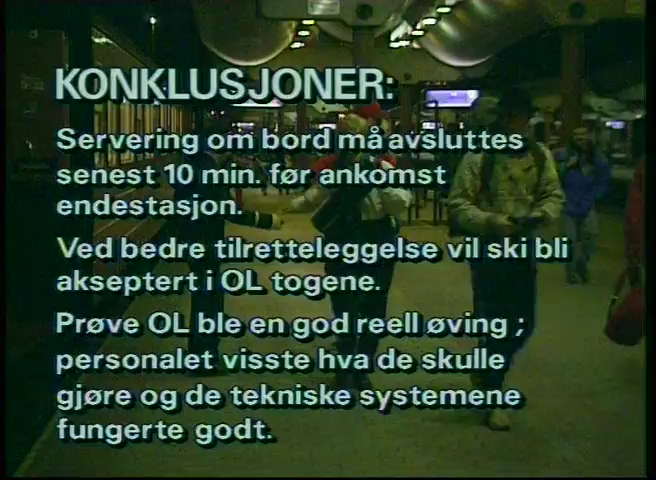 KONKLUSJONER:
Servering om bord må avsluttes
senest 10 min. før ankomst
endestasjon.
Ved bedre tilretteleggelse vil ski bli
akseptert i OL togene.
Prøve OL ble en god reell øving ;
personalet visste hva de skulle
gjøre og de tekniske systemene
fungerte godt.